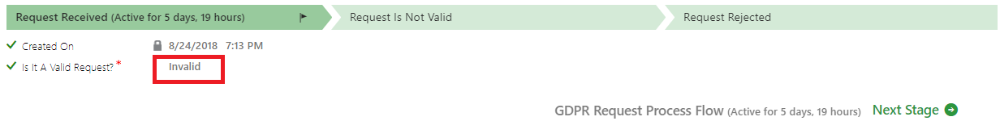 Request Received (Active for 5 days, 19 hours) Request Is Not Valid Request Rejected
Created On 8/24/2018 7:13 PM
Is It A Valid Request? * Invalid
GDPR Request Process Flow (Active for 5 days, 19 hours) Next Stage